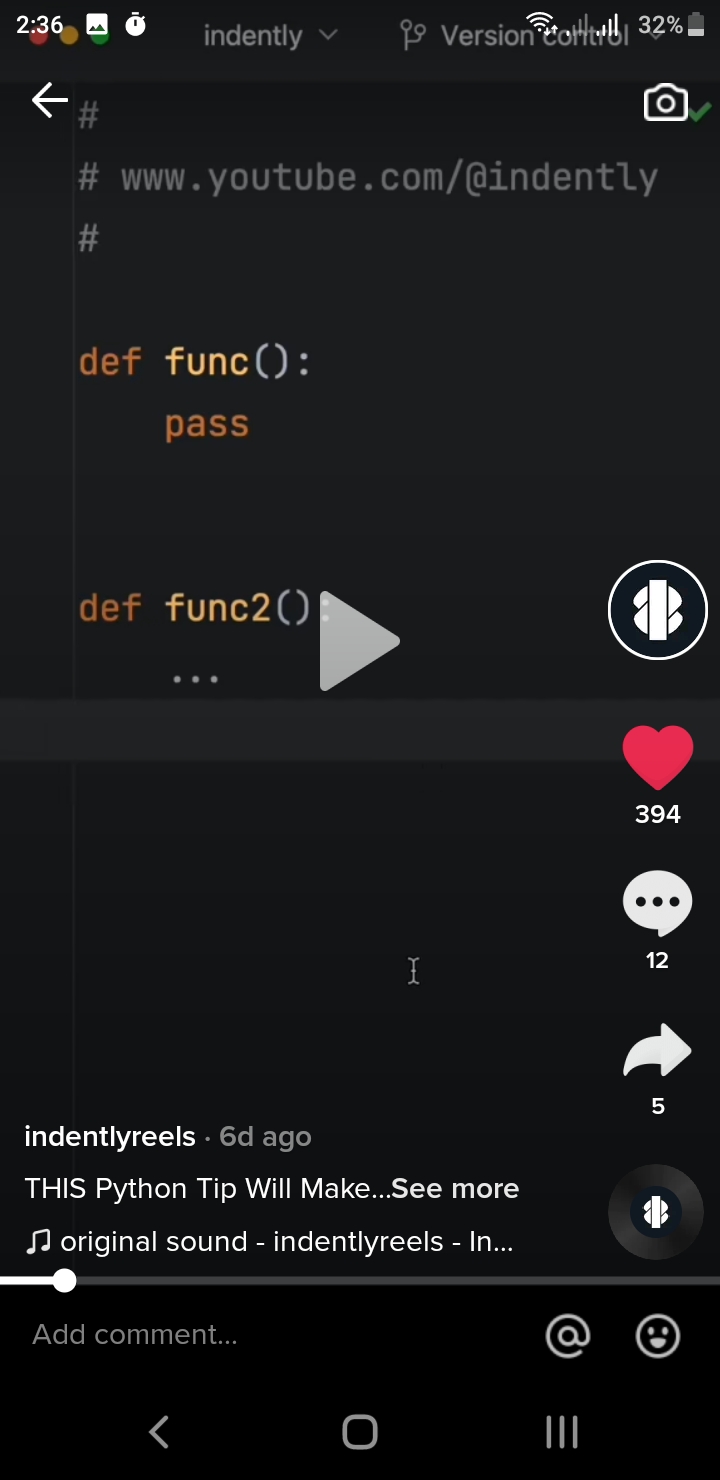 2:36
32%
indently
Version control
#
# www.youtube.com/@indently
#
def func():
pass
def func2():
...
394
12
5
indentlyreels · 6d ago
THIS Python Tip Will Make...See more
original sound - indentlyreels - In...
Add comment...